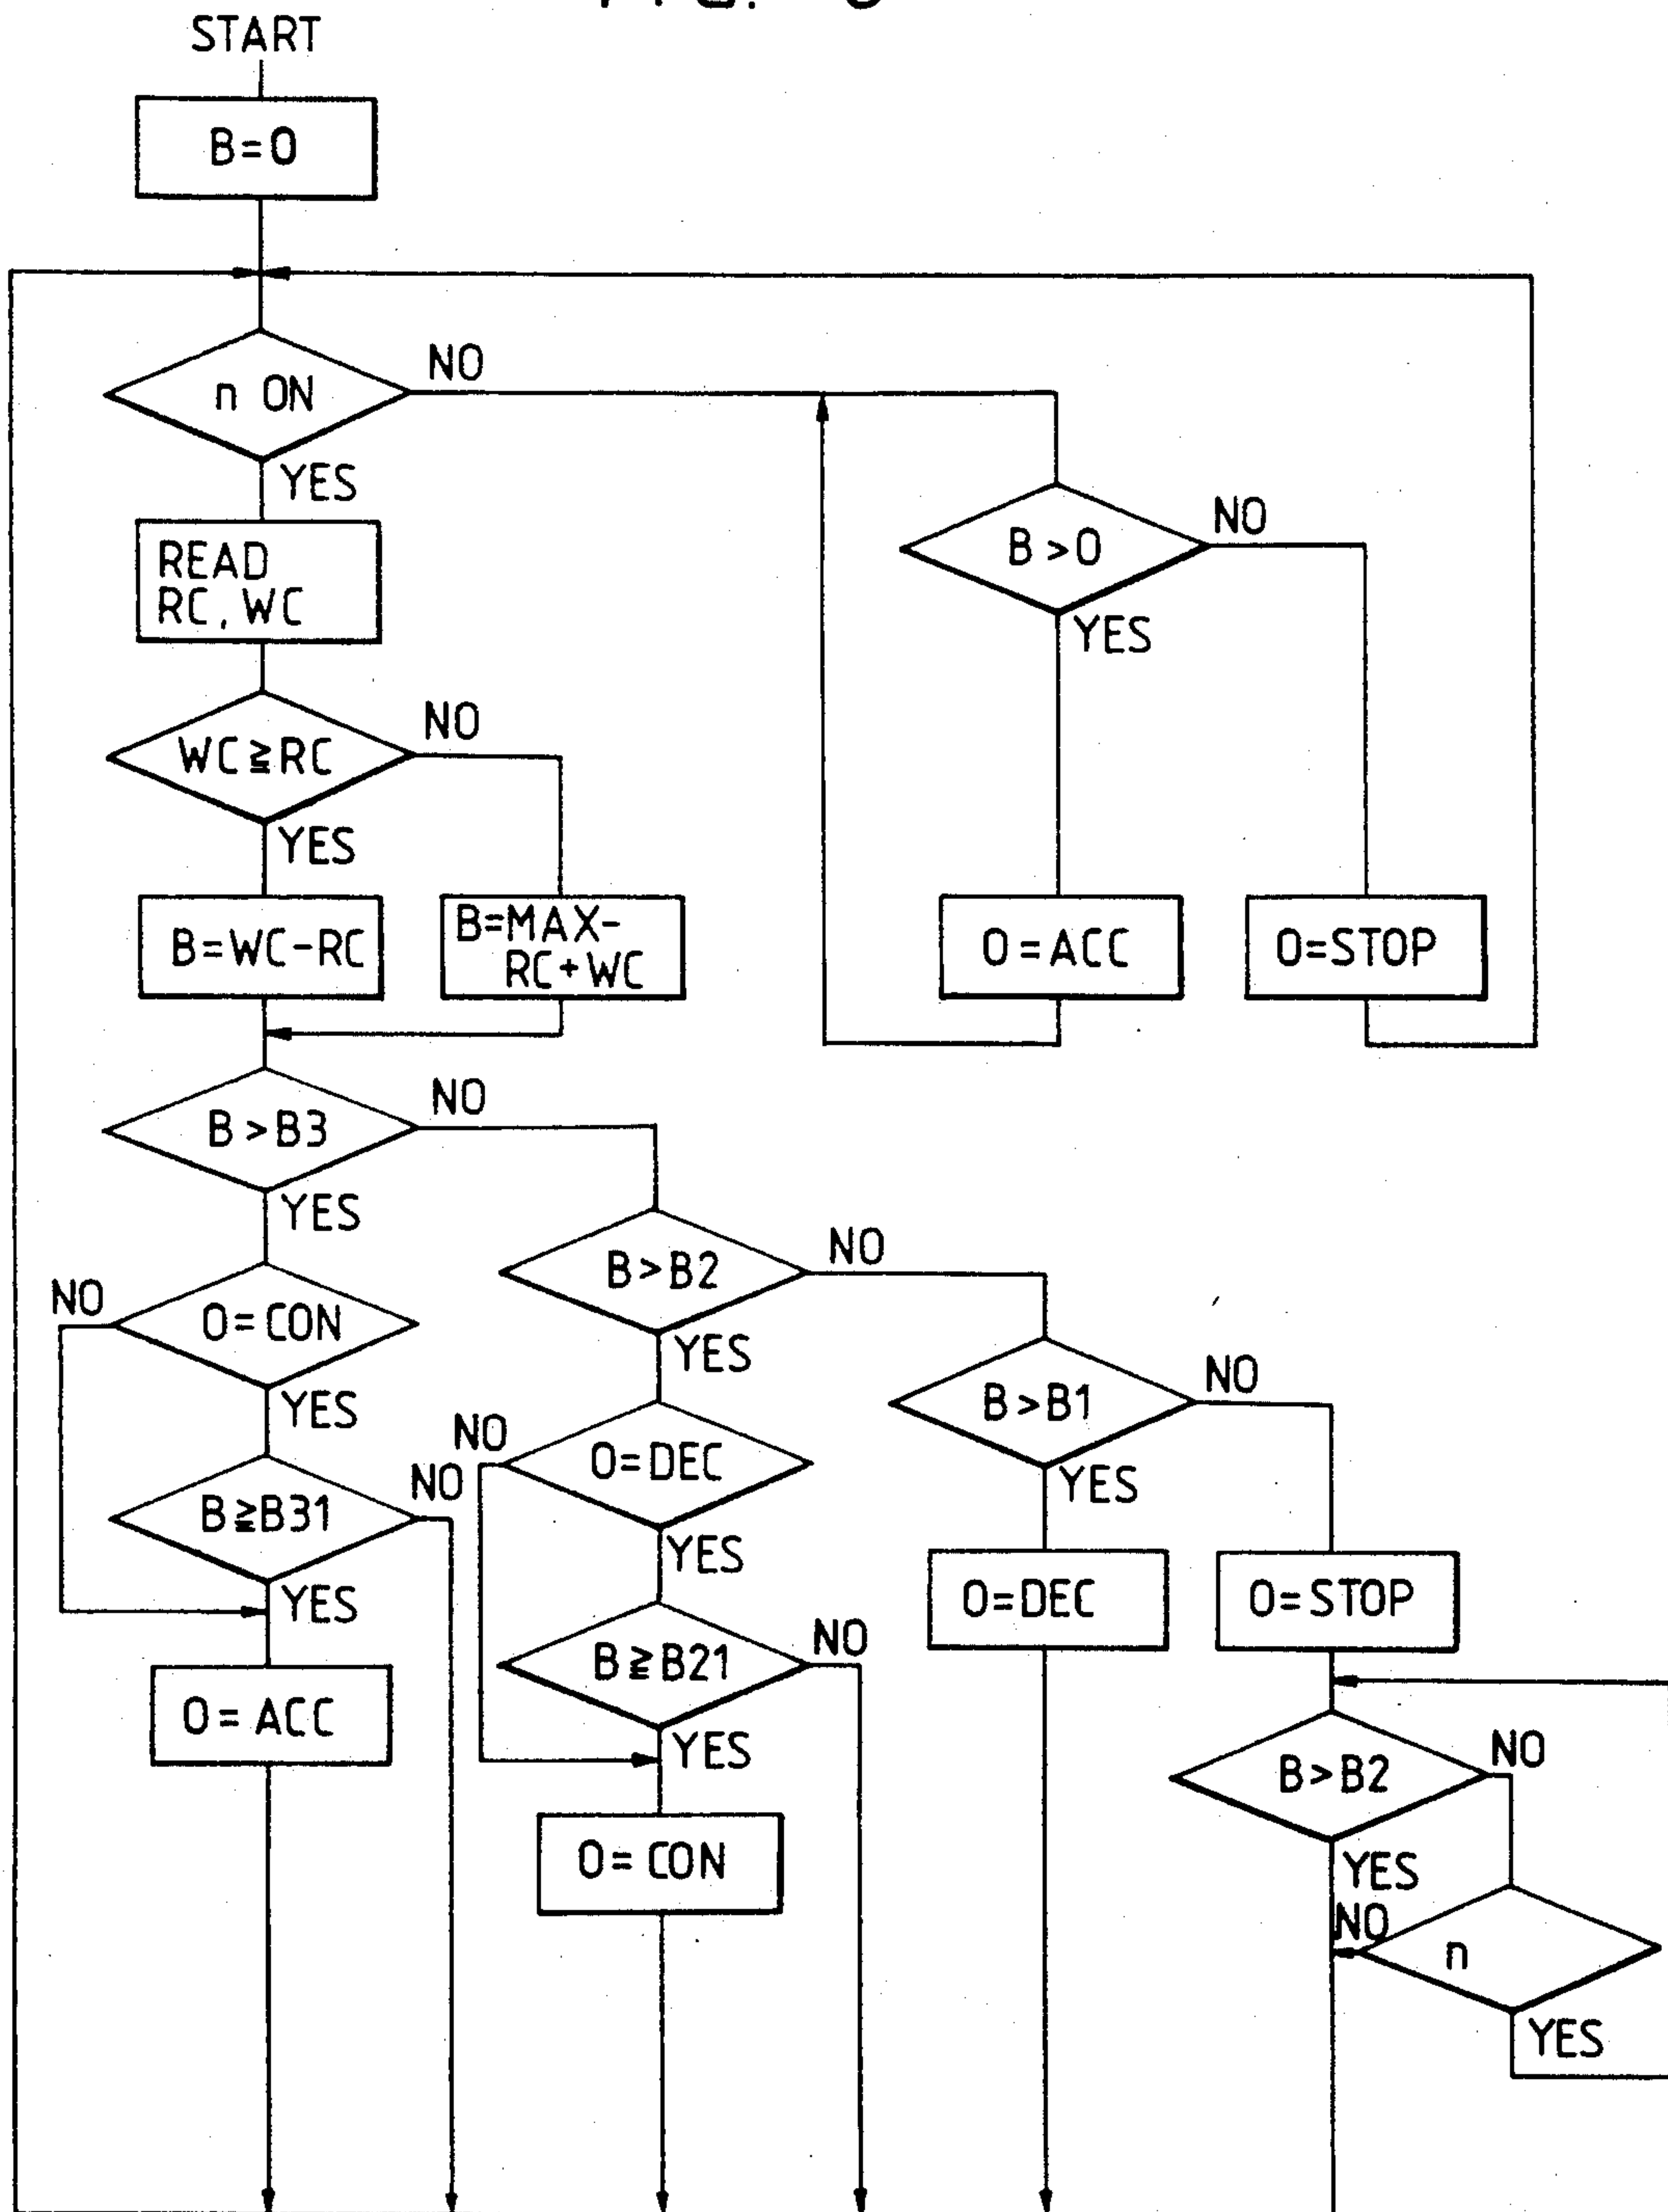 START
B=0
n ON
NO
YES
READ
RC, WC
B>0
NO
YES
WC≧RC
NO
YES
B=WC-RC
B=MAX-
RC+WC
O=ACC
O=STOP
B>B3
NO
YES
B>B2
NO
YES
NO
O=CON
YES
B>B1
NO
YES
NO
O=DEC
YES
B≧B31
NO
YES
O=DEC
O=STOP
B≧B21
NO
YES
O=ACC
B>B2
NO
YES
O=CON
NO
n
YES